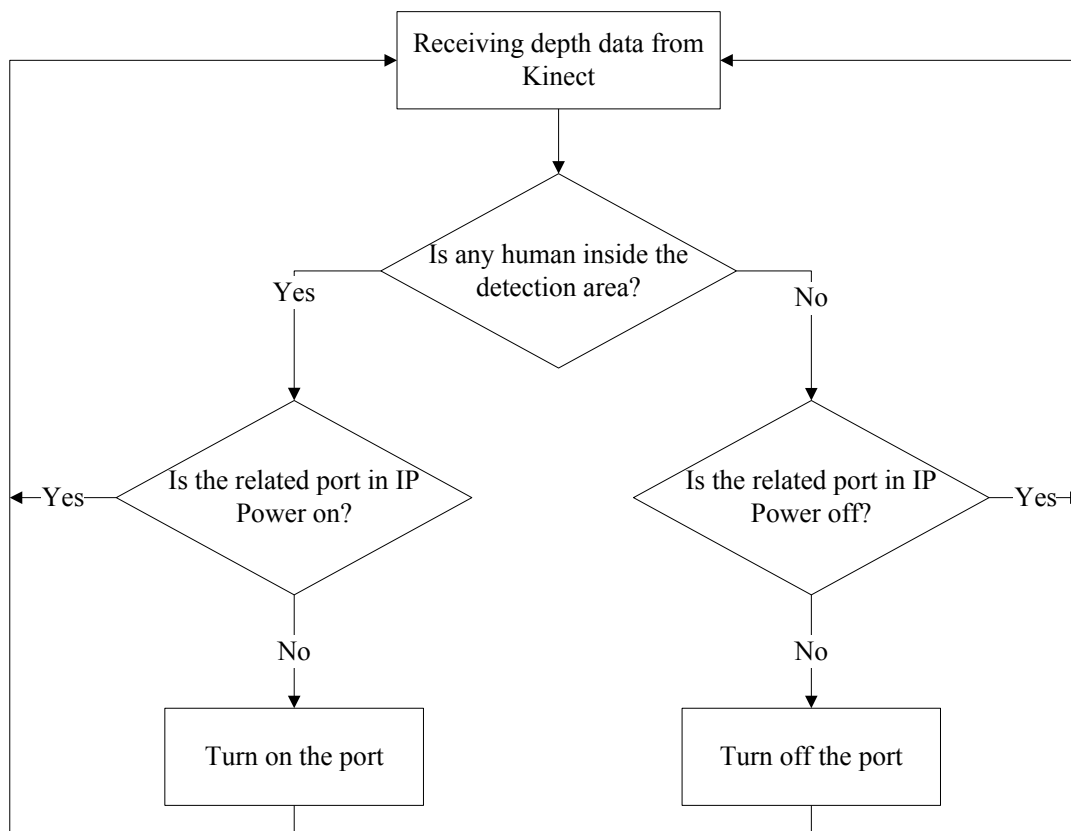 Receiving depth data from
Kinect
Is any human inside the
detection area?
Yes
No
Is the related port in IP
Power on?
Yes
Is the related port in IP
Power off?
Yes
No
No
Turn on the port
Turn off the port